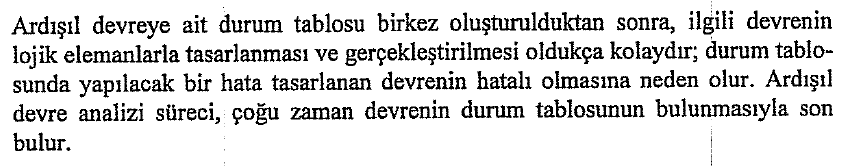 Ardışıl devreye ait durum tablosu birkez oluşturulduktan sonra, ilgili devrenin
lojik elemanlarla tasarlanması ve gerçekleştirilmesi oldukça kolaydır; durum tablo-
sunda yapılacak bir hata tasarlanan devrenin hatalı olmasına neden olur. Ardışıl
devre analizi süreci, çoğu zaman devrenin durum tablosunun bulunmasıyla son
bulur.